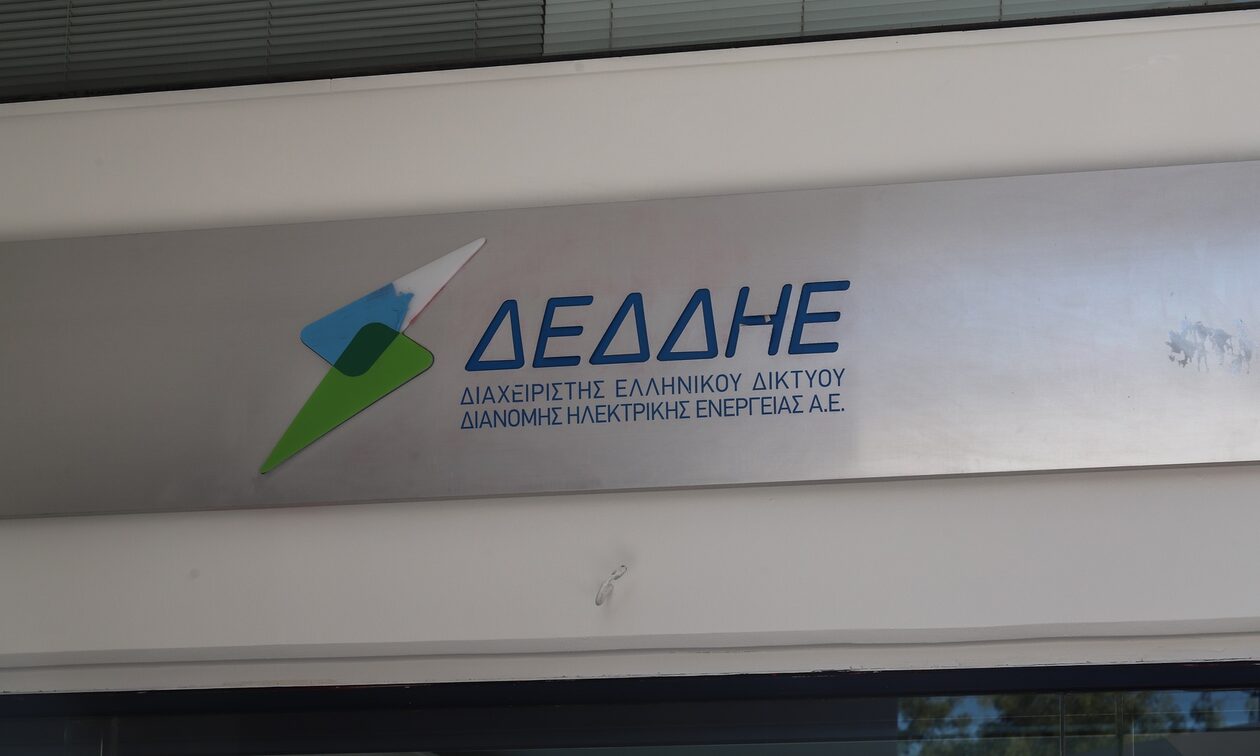 ΔΕΔΔΗΕ
ΔΙΑΧΕΙΡΙΣΤΗΣ ΕΛΛΗΝΙΚΟΥ ΔΙΚΤΥΟΥ
ΔΙΑΝΟΜΗΣ ΗΛΕΚΤΡΙΚΗΣ ΕΝΕΡΓΕΙΑΣ Α.Ε.